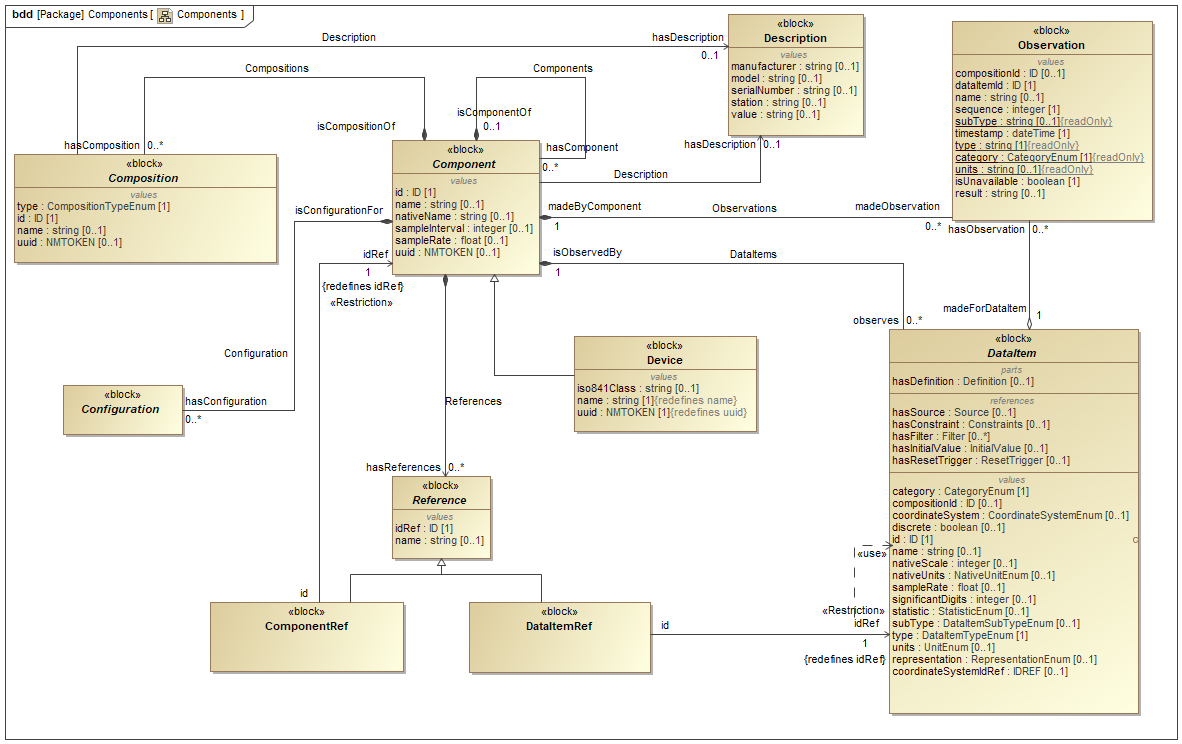 bdd [Package] Components [ Components ]
Description
hasDescription
0..1
Compositions
Components
isCompositionOf
isComponentOf
0..1
hasComposition
0..*
hasComponent
0..*
hasDescription
0..1
Description
«block»
Description
values
manufacturer : string [0..1]
model : string [0..1]
serialNumber : string [0..1]
station : string [0..1]
value : string [0..1]
«block»
Observation
values
compositionId : ID [0..1]
dataItemId : ID [1]
name : string [0..1]
sequence : integer [1]
subType : string [0..1]{readOnly}
timestamp : dateTime [1]
type : string [1]{readOnly}
category : CategoryEnum [1]{readOnly}
units : string [0..1]{readOnly}
isUnavailable : boolean [1]
result : string [0..1]
«block»
Composition
values
type : CompositionTypeEnum [1]
id : ID [1]
name : string [0..1]
uuid : NMTOKEN [0..1]
«block»
Component
values
id : ID [1]
name : string [0..1]
nativeName : string [0..1]
sampleInterval : integer [0..1]
sampleRate : float [0..1]
uuid : NMTOKEN [0..1]
isConfigurationFor
madeByComponent
1
Observations
madeObservation
0..*
hasObservation
0..*
isObservedBy
1
DataItems
observes
0..*
madeForDataItem
1
idRef
1
{redefines idRef}
«Restriction»
Configuration
hasConfiguration
0..*
«block»
Configuration
«block»
Device
values
iso841Class : string [0..1]
name : string [1]{redefines name}
uuid : NMTOKEN [1]{redefines uuid}
References
hasReferences
0..*
«block»
Reference
values
idRef : ID [1]
name : string [0..1]
id
«block»
ComponentRef
«block»
DataItemRef
id
«use»
«Restriction»
idRef
1
{redefines idRef}
«block»
DataItem
parts
hasDefinition : Definition [0..1]
references
hasSource : Source [0..1]
hasConstraint : Constraints [0..1]
hasFilter : Filter [0..*]
hasInitialValue : InitialValue [0..1]
hasResetTrigger : ResetTrigger [0..1]
values
category : CategoryEnum [1]
compositionId : ID [0..1]
coordinateSystem : CoordinateSystemEnum [0..1]
discrete : boolean [0..1]
id : ID [1]
name : string [0..1]
nativeScale : integer [0..1]
nativeUnits : NativeUnitEnum [0..1]
sampleRate : float [0..1]
significantDigits : integer [0..1]
statistic : StatisticEnum [0..1]
subType : DataItemSubTypeEnum [0..1]
type : DataItemTypeEnum [1]
units : UnitEnum [0..1]
representation : RepresentationEnum [0..1]
coordinateSystemIdRef : IDREF [0..1]